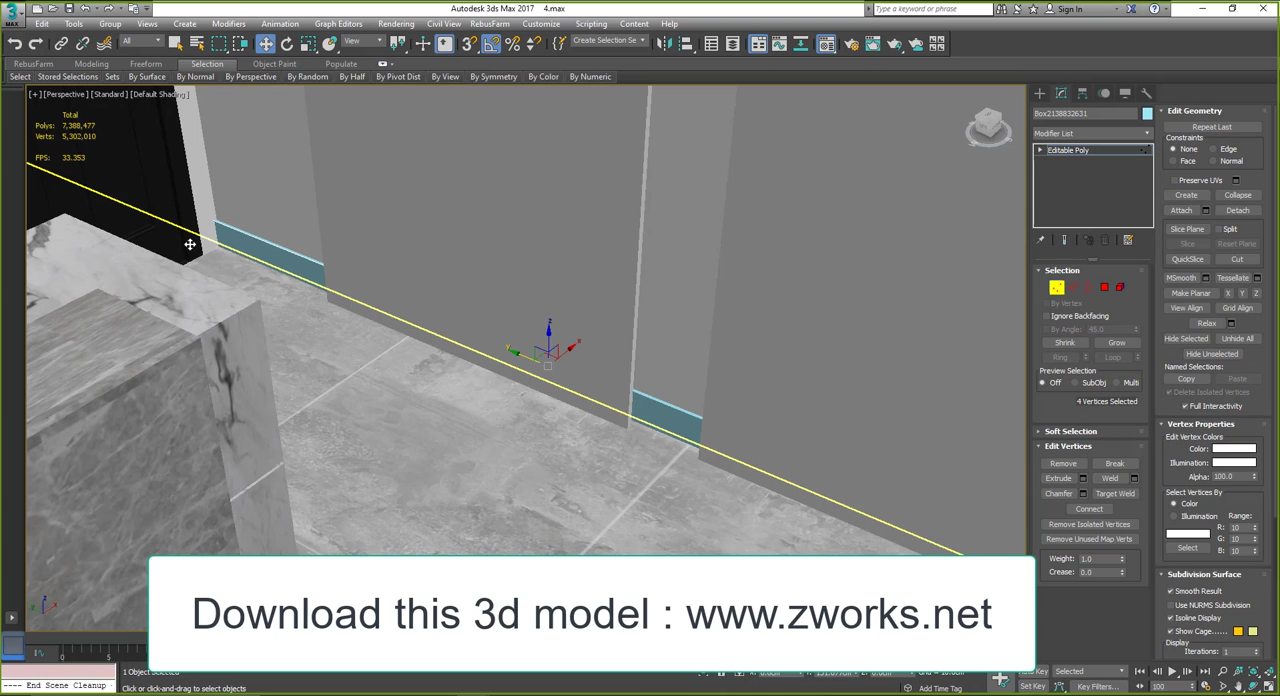 Autodesk 3ds Max 2017    4.max
Type a keyword or phrase
Sign In
MAX
Edit Tools Group Views Create Modifiers Animation Graph Editors Rendering Civil View RebusFarm Customize Scripting Content Help
All
View
Create Selection Se
RebusFarm Modeling Freeform Selection Object Paint Populate
Select Stored Selections Sets By Surface By Normal By Perspective By Random By Half By Pivot Dist By View By Symmetry By Color By Numeric
[+] [Perspective] [Standard] [Default Shading]
Total
Polys: 7,388,477
Verts: 5,302,010
FPS: 33.353
Box2138832631
Modifier List
Editable Poly
Selection
By Vertex
Ignore Backfacing
By Angle: 45.0
Shrink Grow
Ring Loop
Preview Selection
Off SubObj Multi
4 Vertices Selected
Soft Selection
Edit Vertices
Remove Break
Extrude Weld
Chamfer Target Weld
Connect
Remove Isolated Vertices
Remove Unused Map Verts
Weight: 1.0
Crease: 0.0
Edit Geometry
Repeat Last
Constraints
None Edge
Face Normal
Preserve UVs
Create Collapse
Attach Detach
Slice Plane Split
Slice Reset Plane
QuickSlice Cut
MSmooth Tessellate
Make Planar X Y Z
View Align Grid Align
Relax
Hide Selected Unhide All
Hide Unselected
Named Selections:
Copy Paste
Delete Isolated Vertices
Full Interactivity
Vertex Properties
Edit Vertex Colors
Color:
Illumination:
Alpha: 100.0
Select Vertices By
Color
Illumination Range:
R: 10
G: 10
B: 10
Select
Subdivision Surface
Smooth Result
Use NURMS Subdivision
Isoline Display
Show Cage......
Display
Iterations: 1
z
y
x
Download this 3d model : www.zworks.net
0 5 10
1 Object Selected
---- End Scene Cleanup -
Click or click-and-drag to select objects
Add Time Tag
Selected
Set Key Key Filters...
100